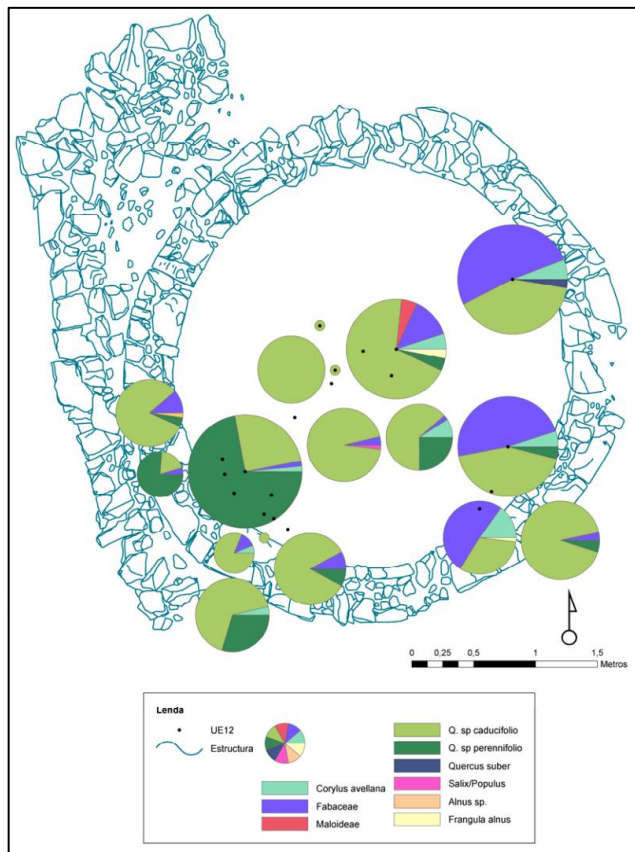 0 0,25 0,5 1 1,5
Metros
Lenda
UE12
Estructura
Corylus avellana
Fabaceae
Maloideae
Q. sp caducifolio
Q. sp perennifolio
Quercus suber
Salix/Populus
Alnus sp.
Frangula alnus